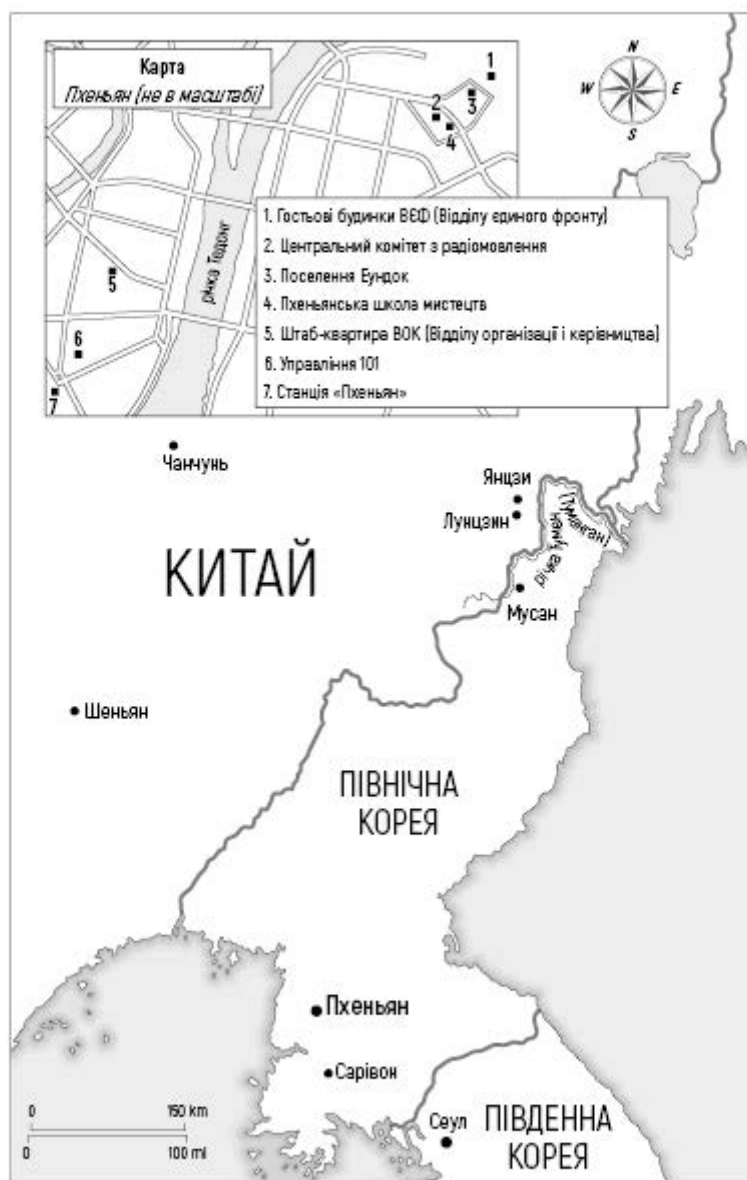 Карта
Пхеньян (не в масштабі)
N
W
E
S
1
2
3
4
5
6
7
річка Тедонг
1. Гостьові будинки ВЄФ (Відділу єдиного фронту)
2. Центральний комітет з радіомовлення
3. Поселення Еундок
4. Пхеньянська школа мистецтв
5. Штаб-квартира ВОК (Відділу організації і керівництва)
6. Управління 101
7. Станція «Пхеньян»
Чанчунь
Янцзи
Лунцзин
річка Тумен
(Туманган)
КИТАЙ
Мусан
Шеньян
ПІВНІЧНА
КОРЕЯ
Пхеньян
Сарівон
0 150 km
0 100 mi
Сеул
ПІВДЕННА
КОРЕЯ